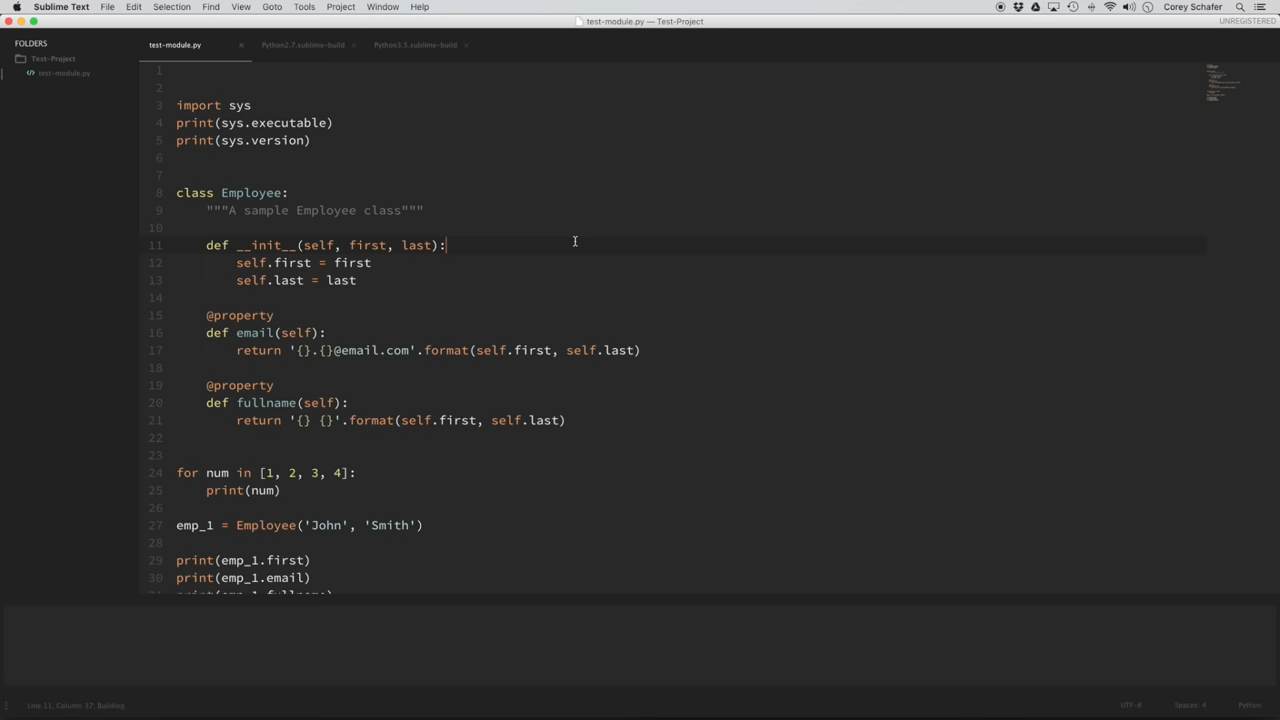 Sublime Text File Edit Selection Find View Goto Tools Project Window Help Corey Schafer
test-module.py — Test-Project UNREGISTERED
FOLDERS
Test-Project
test-module.py
test-module.py × Python2.7.sublime-build × Python3.5.sublime-build ×
1
2
3 import sys
4 print(sys.executable)
5 print(sys.version)
6
7
8 class Employee:
9 """A sample Employee class"""
10
11 def __init__(self, first, last):
12 self.first = first
13 self.last = last
14
15 @property
16 def email(self):
17 return '{}.{}@email.com'.format(self.first, self.last)
18
19 @property
20 def fullname(self):
21 return '{} {}'.format(self.first, self.last)
22
23
24 for num in [1, 2, 3, 4]:
25 print(num)
26
27 emp_1 = Employee('John', 'Smith')
28
29 print(emp_1.first)
30 print(emp_1.email)
31 print(emp_1.fullname)
Line 11, Column 37; Building UTF-8 Spaces: 4 Python